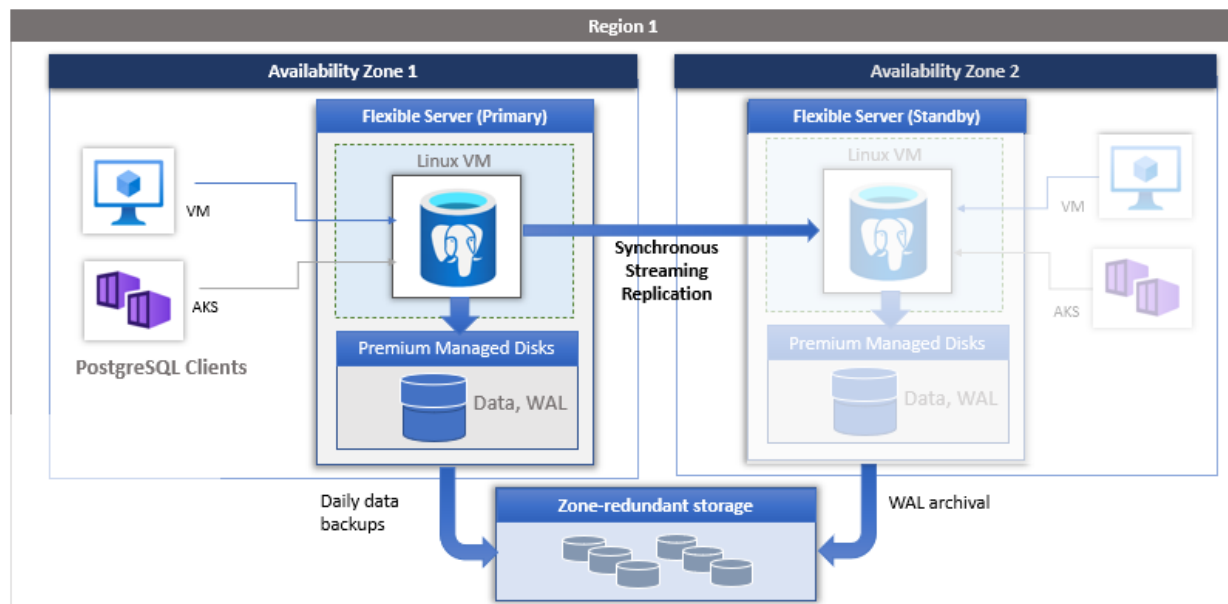 Region 1
Availability Zone 1
Availability Zone 2
Flexible Server (Primary)
Flexible Server (Standby)
Linux VM
Linux VM
VM
VM
Synchronous
Streaming
Replication
AKS
AKS
PostgreSQL Clients
Premium Managed Disks
Premium Managed Disks
Data, WAL
Data, WAL
Daily data
backups
Zone-redundant storage
WAL archival